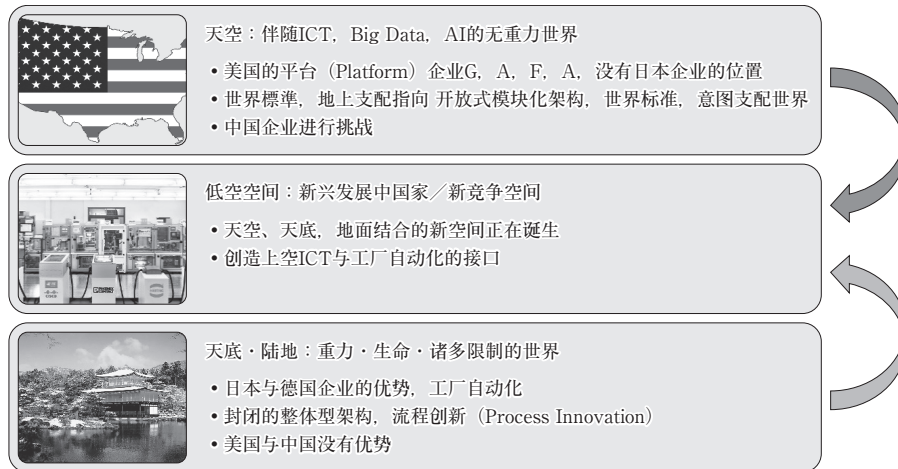 天空：伴随ICT，Big Data，AI的无重力世界
• 美国的平台（Platform）企业G，A，F，A，没有日本企业的位置
• 世界標準，地上支配指向 开放式模块化架构，世界标准，意图支配世界
• 中国企业进行挑战
低空空间：新兴发展中国家／新竞争空间
• 天空、天底，地面结合的新空间正在诞生
• 创造上空ICT与工厂自动化的接口
天底·陆地：重力·生命·诸多限制的世界
• 日本与德国企业的优势，工厂自动化
• 封闭的整体型架构，流程创新（Process Innovation）
• 美国与中国没有优势